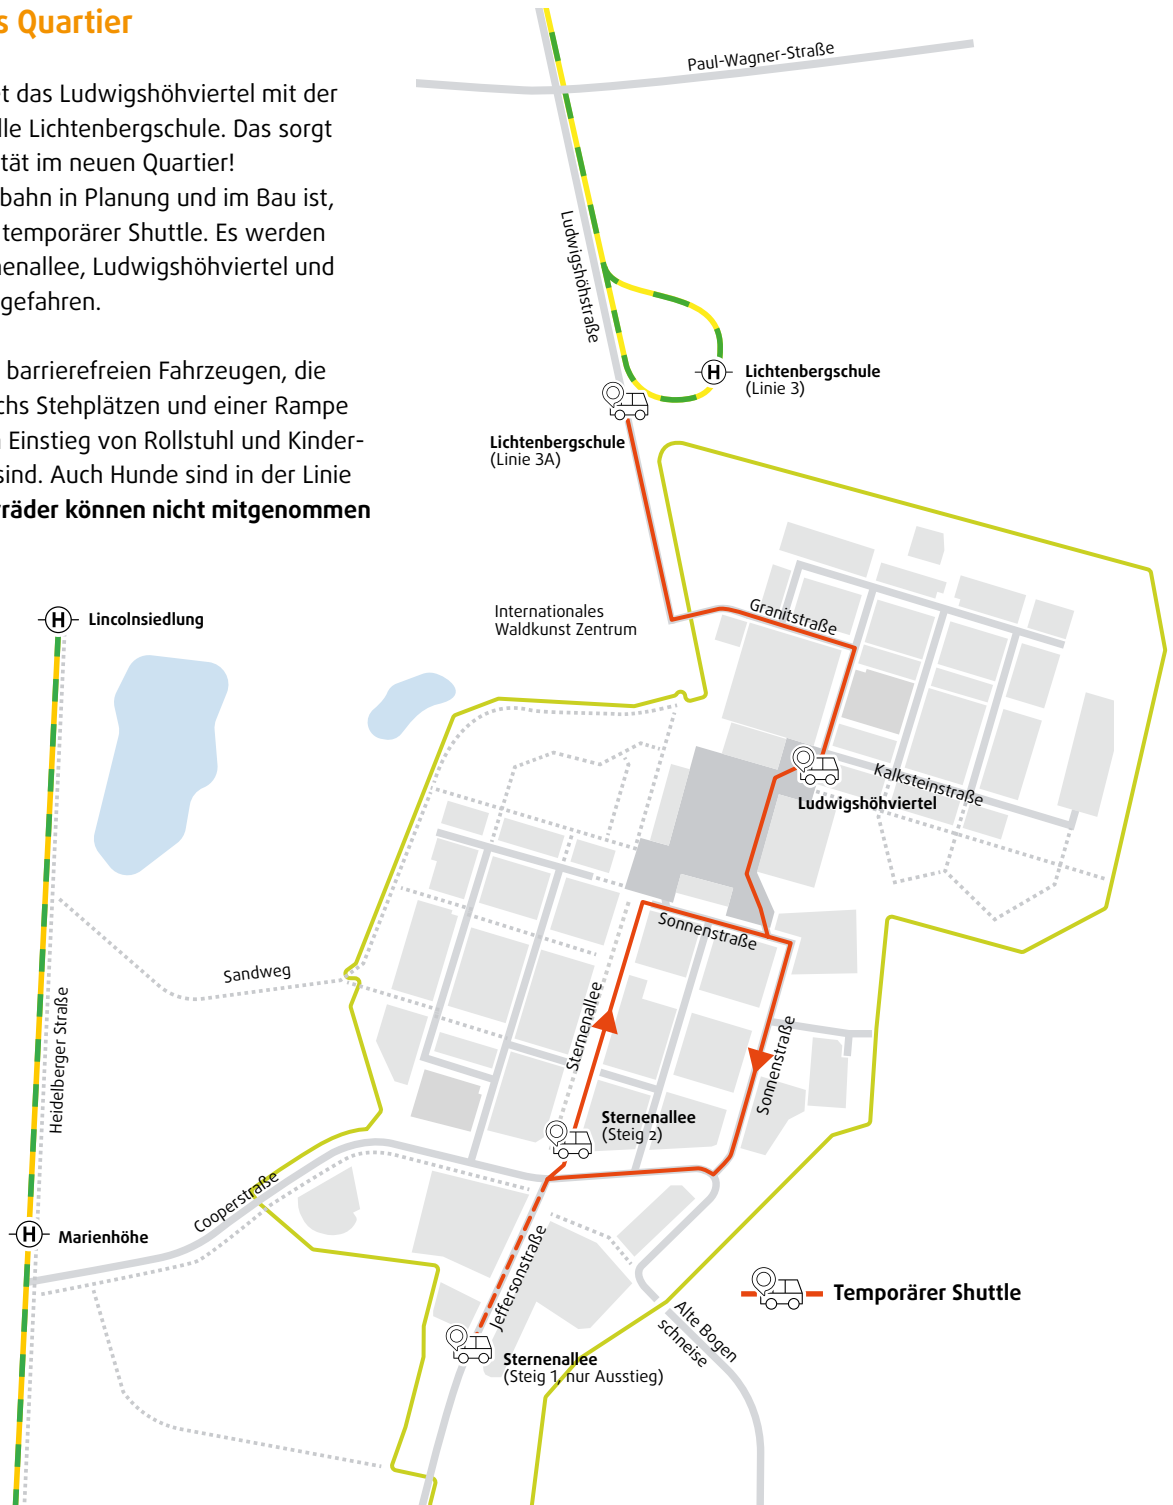 s Quartier
t das Ludwigshöhviertel mit der
lle Lichtenbergschule. Das sorgt
tät im neuen Quartier!
bahn in Planung und im Bau ist,
temporärer Shuttle. Es werden
nenallee, Ludwigshöhviertel und
gefahren.
barrierefreien Fahrzeugen, die
chs Stehplätzen und einer Rampe
n Einstieg von Rollstuhl und Kinder-
sind. Auch Hunde sind in der Linie
rräder können nicht mitgenommen
Paul-Wagner-Straße
Ludwigshöhstraße
H
Lichtenbergschule
(Linie 3)
Lichtenbergschule
(Linie 3A)
Internationales
Waldkunst Zentrum
Granitstraße
H
Lincolnsiedlung
Kalksteinstraße
Ludwigshöhviertel
Sonnenstraße
Sandweg
Sternenallee
Sonnenstraße
Heidelberger Straße
Sternenallee
(Steig 2)
Cooperstraße
H
Marienhöhe
Jeffersonstraße
Temporärer Shuttle
Alte Bogen
schneise
Sternenallee
(Steig 1, nur Ausstieg)